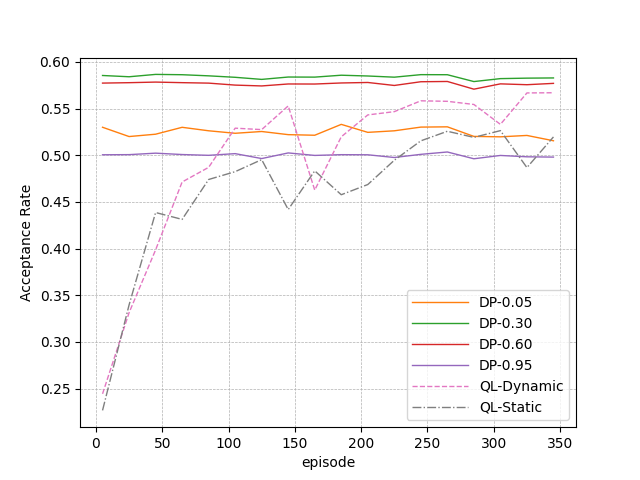 0.60
0.55
0.50
0.45
0.40
0.35
0.30
0.25
Acceptance Rate
DP-0.05
DP-0.30
DP-0.60
DP-0.95
QL-Dynamic
QL-Static
0 50 100 150 200 250 300 350
episode